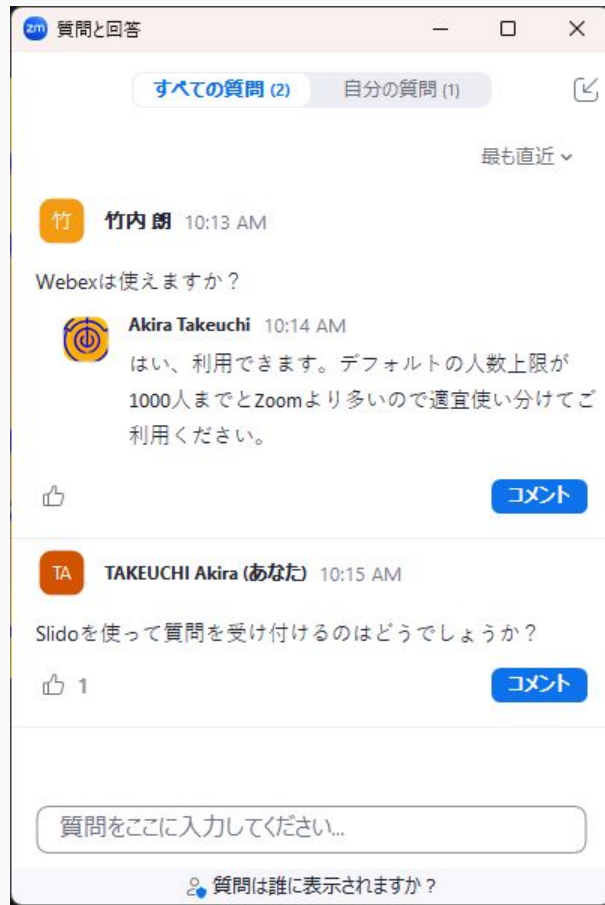 zm 質問と回答
すべての質問 (2) 自分の質問 (1)
最も直近
竹 竹内 朗 10:13 AM
Webexは使えますか？
Akira Takeuchi 10:14 AM
はい、利用できます。デフォルトの人数上限が
1000人までとZoomより多いので適宜使い分けてご
利用ください。
コメント
TA TAKEUCHI Akira (あなた) 10:15 AM
Slidoを使って質問を受け付けるのはどうでしょうか？
1 コメント
質問をここに入力してください...
質問は誰に表示されますか？